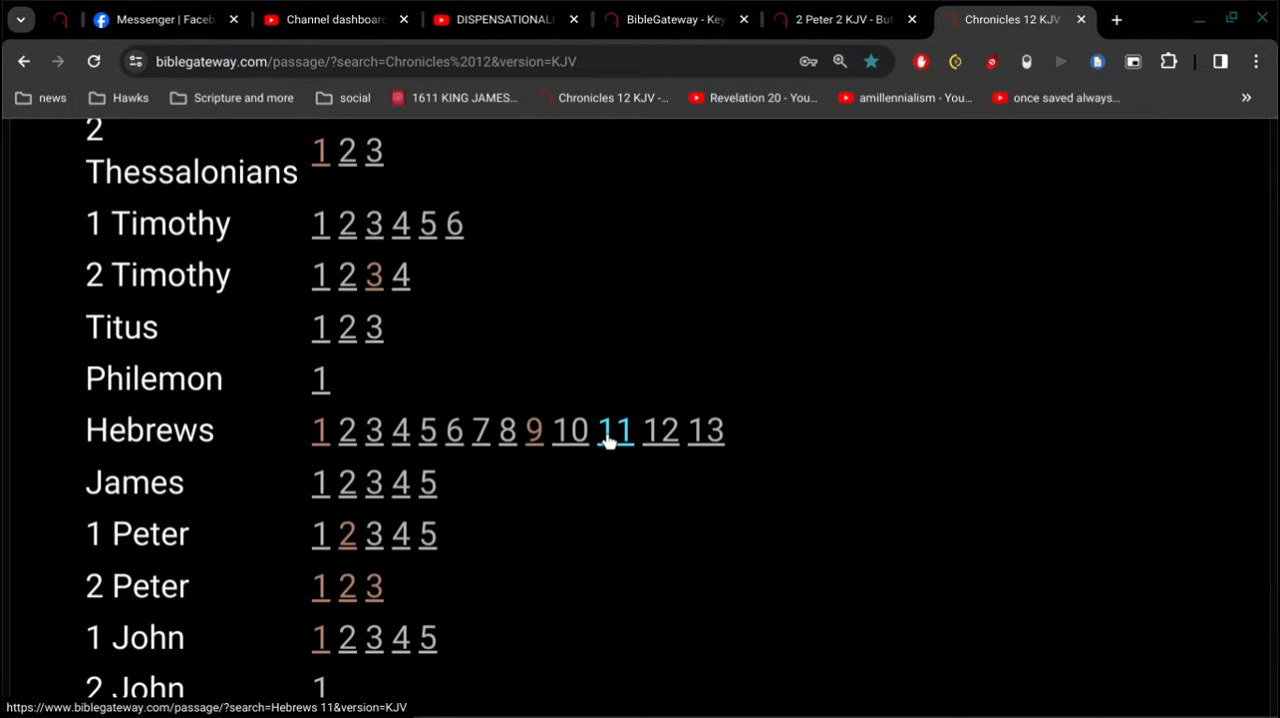 Messenger | Faceb
Channel dashboar
DISPENSATIONAL
BibleGateway - Key
2 Peter 2 KJV - But
Chronicles 12 KJV
biblegateway.com/passage/?search=Chronicles%2012&version=KJV
news
Hawks
Scripture and more
social
1611 KING JAMES...
Chronicles 12 KJV -...
Revelation 20 - You...
amillennialism - You...
once saved always...
2
Thessalonians 1 2 3
1 Timothy 1 2 3 4 5 6
2 Timothy 1 2 3 4
Titus 1 2 3
Philemon 1
Hebrews 1 2 3 4 5 6 7 8 9 10 11 12 13
James 1 2 3 4 5
1 Peter 1 2 3 4 5
2 Peter 1 2 3
1 John 1 2 3 4 5
2 John 1
https://www.biblegateway.com/passage/?search=Hebrews 11&version=KJV